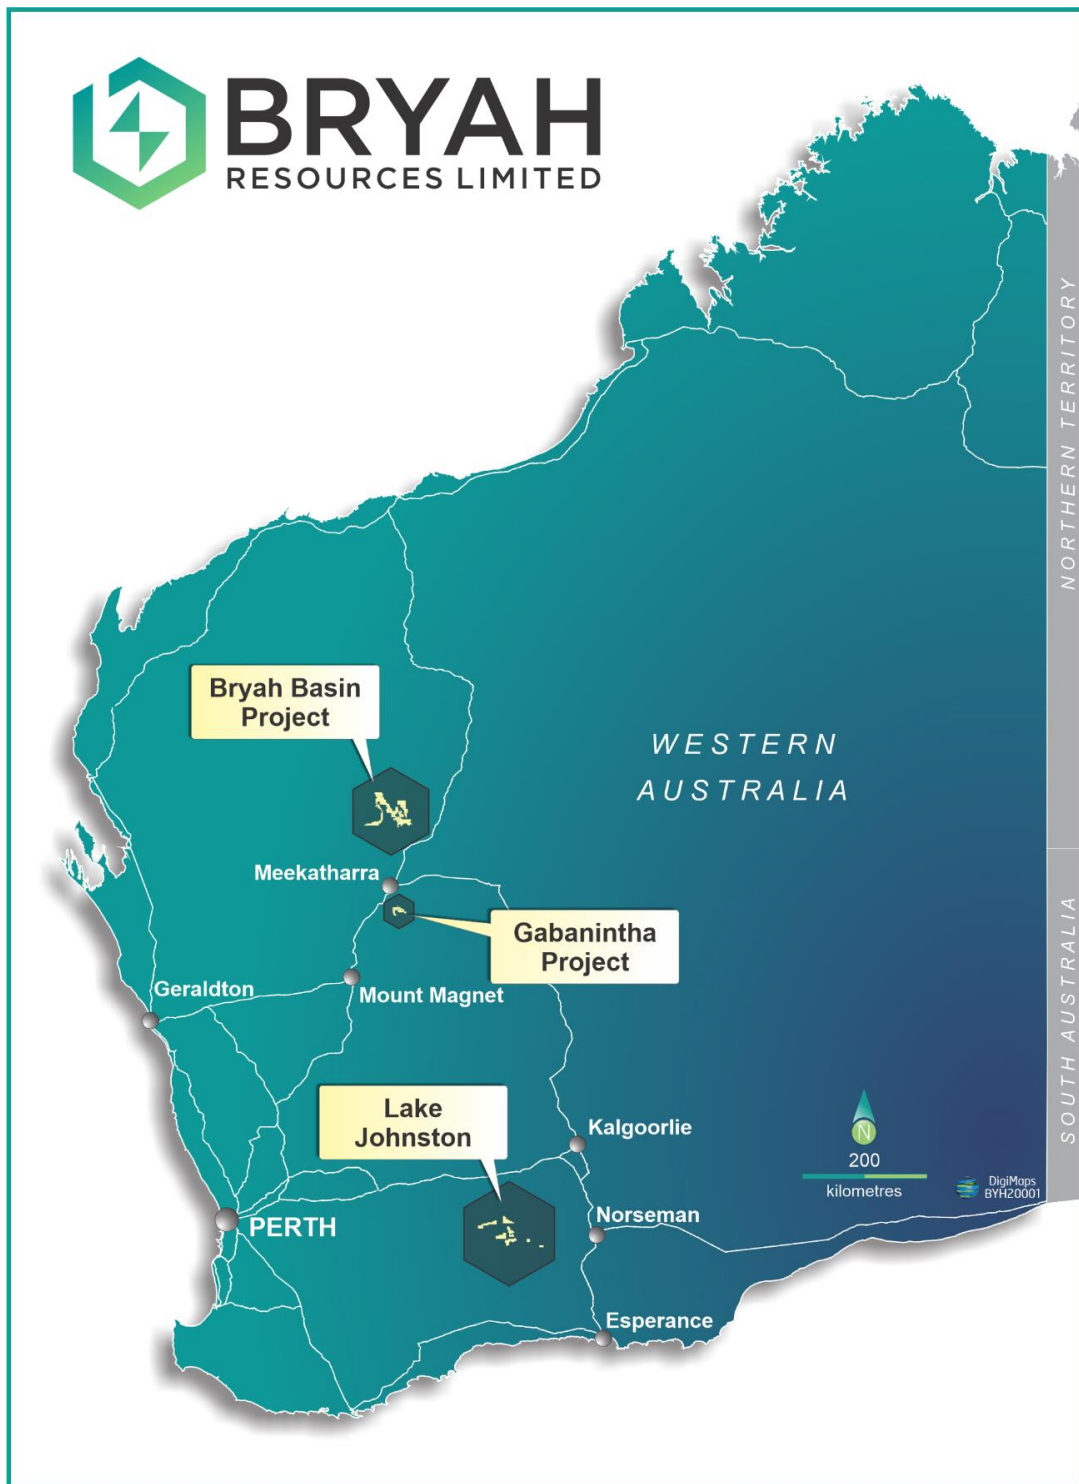 BRYAH
RESOURCES LIMITED
NORTHERN TERRITORY
Bryah Basin
Project
WESTERN
AUSTRALIA
Meekatharra
Gabanintha
Project
Geraldton
Mount Magnet
SOUTH AUSTRALIA
Lake
Johnston
Kalgoorlie
N
200
kilometres
DigiMaps
BYH20001
PERTH
Norseman
Esperance